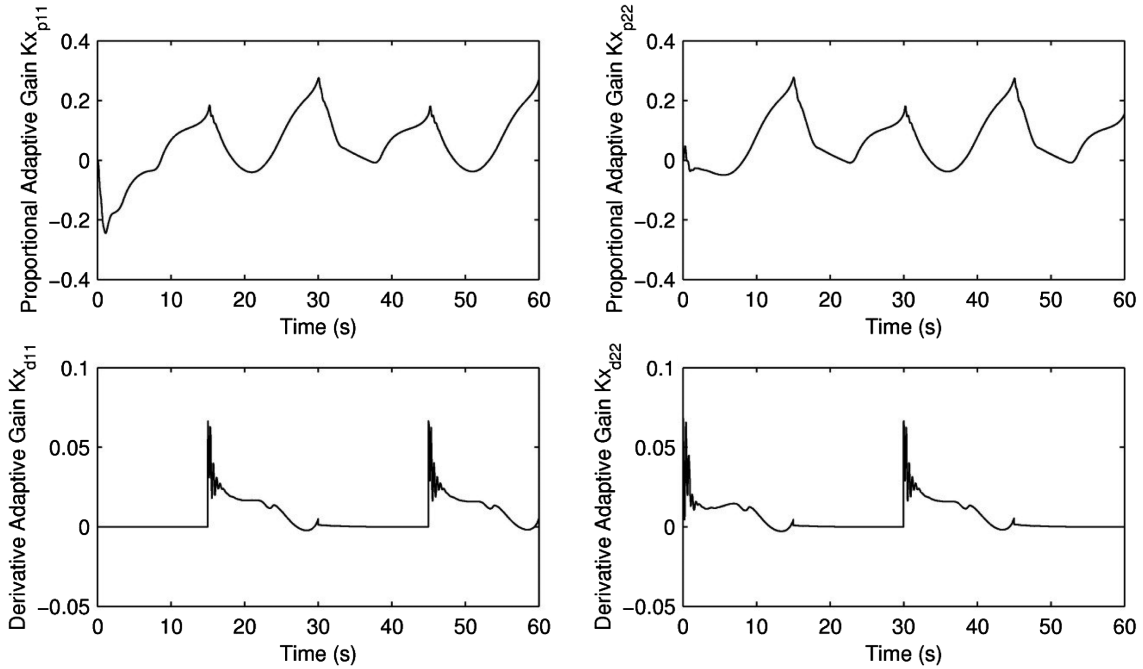 Proportional Adaptive Gain Kxp11
0.4
0.2
0
−0.2
−0.4
0 10 20 30 40 50 60
Time (s)
Proportional Adaptive Gain Kxp22
0.4
0.2
0
−0.2
−0.4
0 10 20 30 40 50 60
Time (s)
Derivative Adaptive Gain Kxd11
0.1
0.05
0
−0.05
0 10 20 30 40 50 60
Time (s)
Derivative Adaptive Gain Kxd22
0.1
0.05
0
−0.05
0 10 20 30 40 50 60
Time (s)